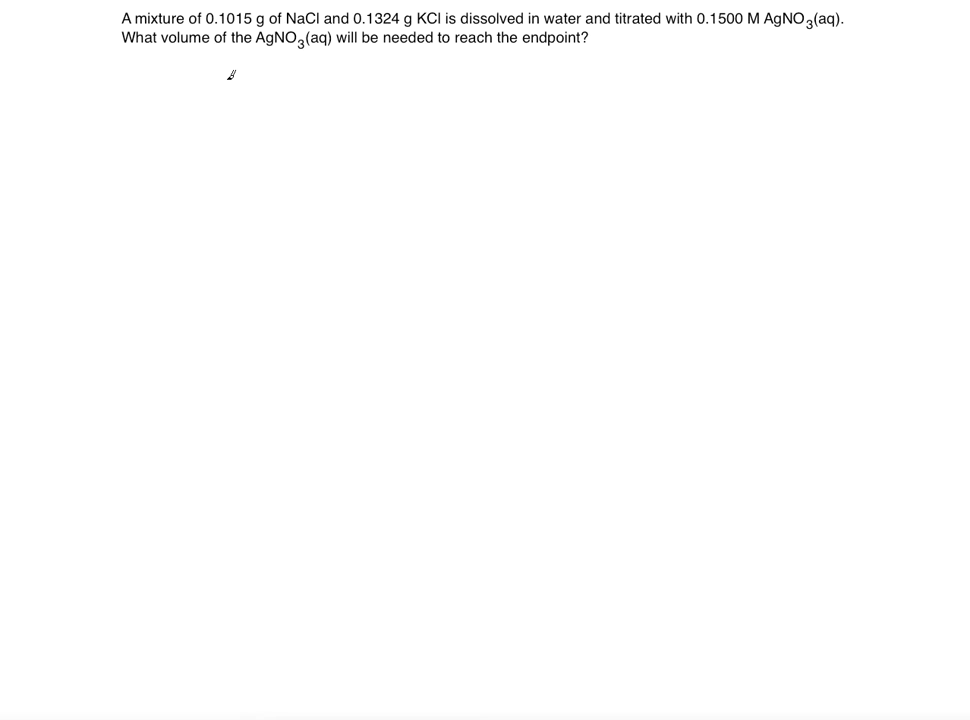 A mixture of 0.1015 g of NaCl and 0.1324 g KCl is dissolved in water and titrated with 0.1500 M AgNO₃(aq).
What volume of the AgNO₃(aq) will be needed to reach the endpoint?